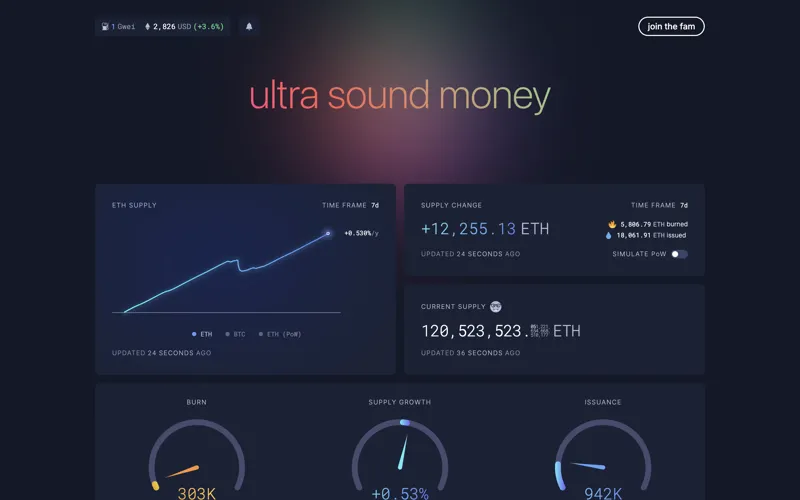 1 Gwei 2,826 USD (+3.6%)
join the fam
ultra sound money
ETH SUPPLY
TIME FRAME 7d
+0.530%/y
ETH BTC ETH (PoW)
UPDATED 24 SECONDS AGO
SUPPLY CHANGE
TIME FRAME 7d
+12,255.13 ETH
5,806.79 ETH burned
18,061.91 ETH issued
UPDATED 24 SECONDS AGO
SIMULATE PoW
CURRENT SUPPLY
120,523,523. ETH
UPDATED 36 SECONDS AGO
BURN
SUPPLY GROWTH
ISSUANCE
303K
+0.53%
942K